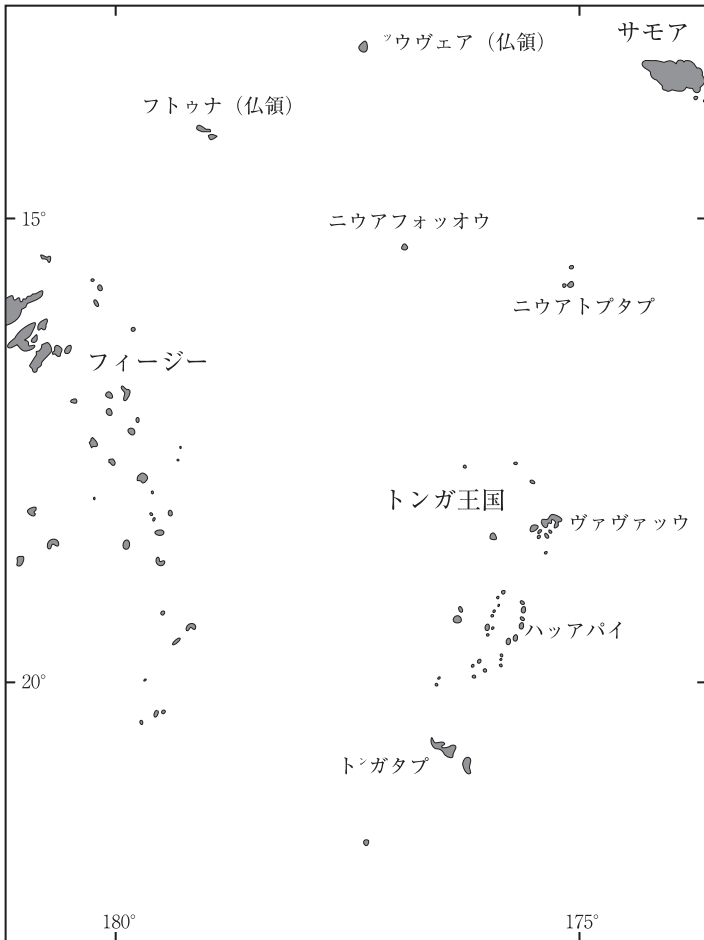 ッウヴェア（仏領）
サモア
フトゥナ（仏領）
15°
ニウアフォッオウ
ニウアトプタプ
フィージー
トンガ王国
ヴァヴァッウ
ハッアパイ
20°
トンガタプ
180°
175°